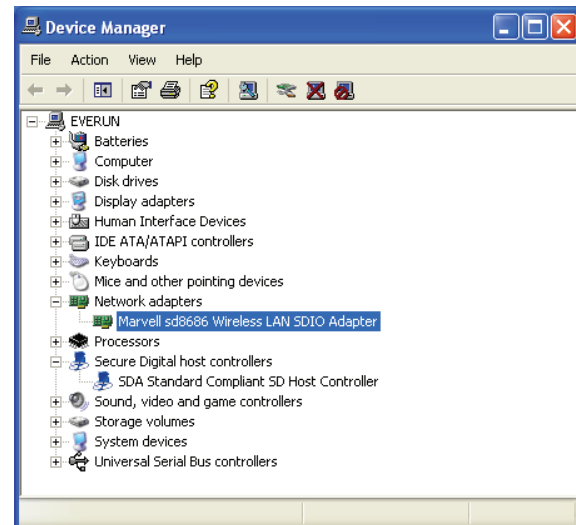 Device Manager
File Action View Help
EVERUN
Batteries
Computer
Disk drives
Display adapters
Human Interface Devices
IDE ATA/ATAPI controllers
Keyboards
Mice and other pointing devices
Network adapters
Marvell sd8686 Wireless LAN SDIO Adapter
Processors
Secure Digital host controllers
SDA Standard Compliant SD Host Controller
Sound, video and game controllers
Storage volumes
System devices
Universal Serial Bus controllers